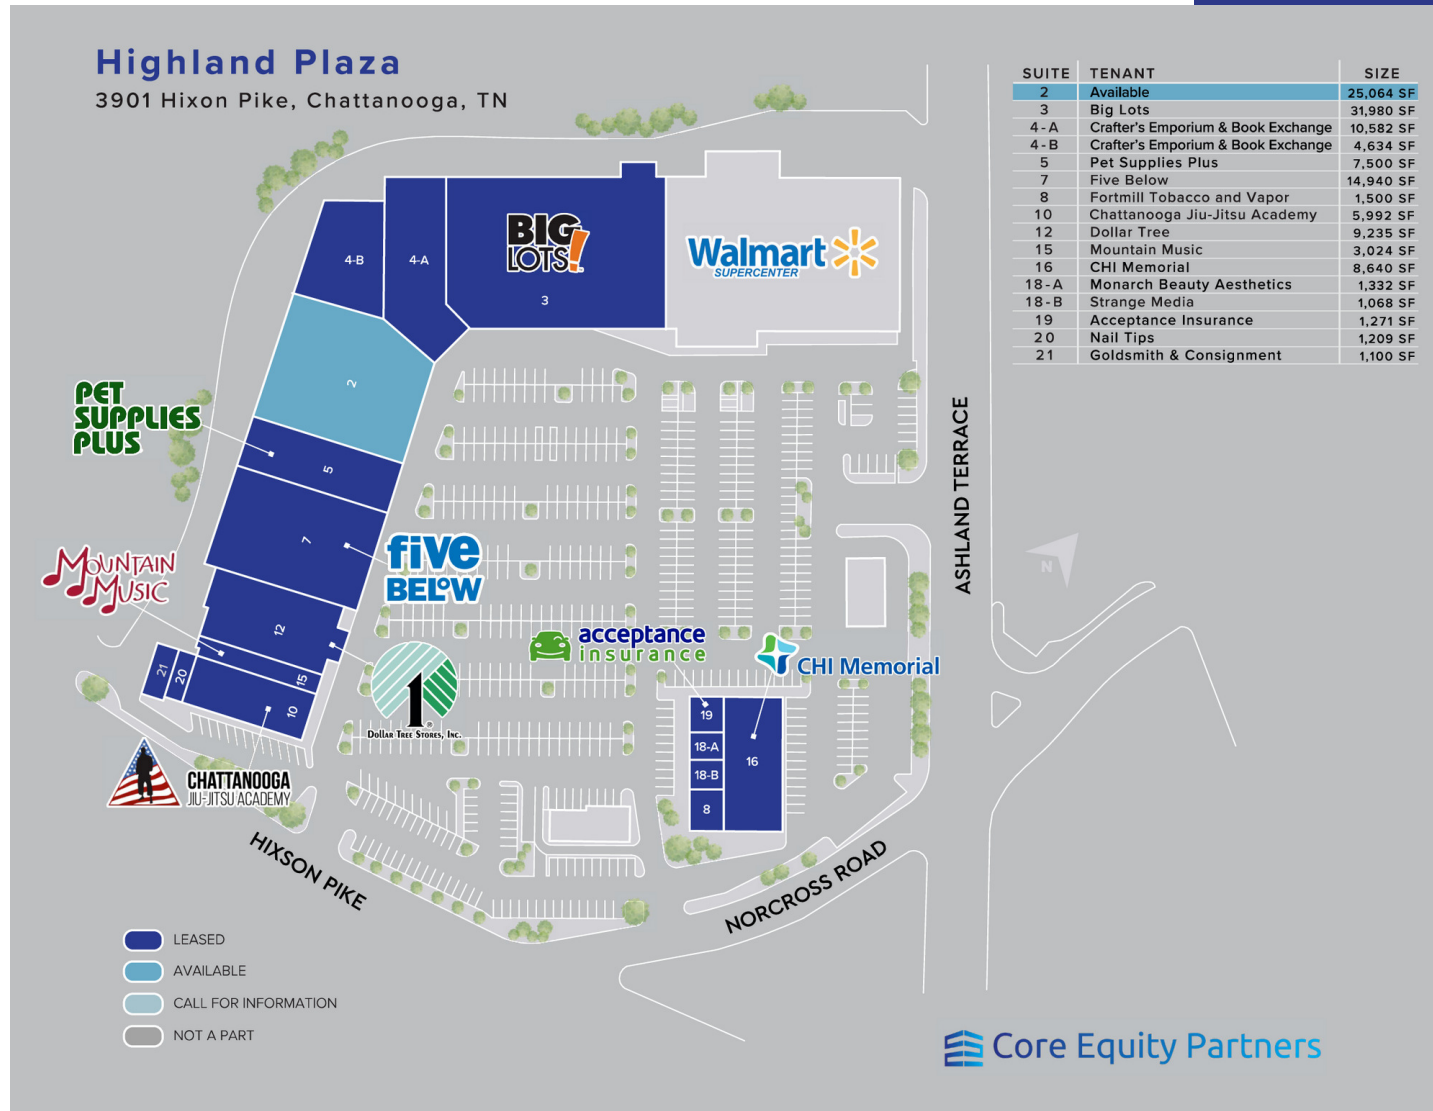 Highland Plaza
3901 Hixon Pike, Chattanooga, TN
SUITE TENANT SIZE
2 Available 25,064 SF
3 Big Lots 31,980 SF
4-A Crafter's Emporium & Book Exchange 10,582 SF
4-B Crafter's Emporium & Book Exchange 4,634 SF
5 Pet Supplies Plus 7,500 SF
7 Five Below 14,940 SF
8 Fortmill Tobacco and Vapor 1,500 SF
10 Chattanooga Jiu-Jitsu Academy 5,992 SF
12 Dollar Tree 9,235 SF
15 Mountain Music 3,024 SF
16 CHI Memorial 8,640 SF
18-A Monarch Beauty Aesthetics 1,332 SF
18-B Strange Media 1,068 SF
19 Acceptance Insurance 1,271 SF
20 Nail Tips 1,209 SF
21 Goldsmith & Consignment 1,100 SF
4-B
4-A
BIG
LOTS!
3
Walmart
SUPERCENTER
2
PET
SUPPLIES
PLUS
5
7
five
BELOW
MOUNTAIN
MUSIC
12
15
10
20
21
1
DOLLAR TREE STORES, INC.
®
acceptance
insurance
CHI Memorial
19
18-A
18-B
8
16
CHATTANOOGA
JIU-JITSU ACADEMY
ASHLAND TERRACE
N
HIXSON PIKE
NORCROSS ROAD
LEASED
AVAILABLE
CALL FOR INFORMATION
NOT A PART
Core Equity Partners